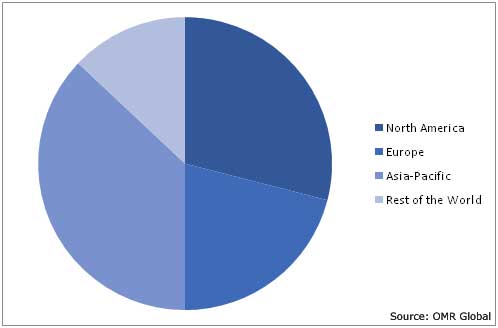 North America
Europe
Asia-Pacific
Rest of the World
Source: OMR Global